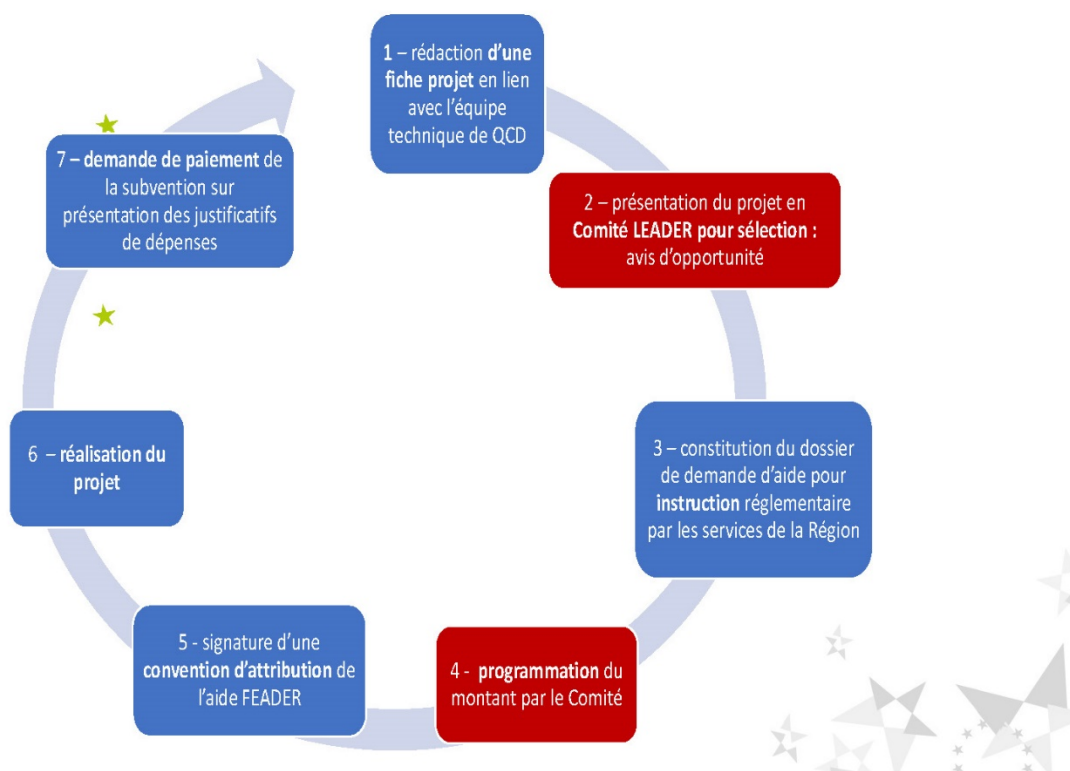 1 – rédaction d’une
fiche projet en lien
avec l’équipe
technique de QCD
2 – présentation du projet en
Comité LEADER pour sélection :
avis d’opportunité
3 – constitution du dossier
de demande d’aide pour
instruction réglementaire
par les services de la Région
4 - programmation du
montant par le Comité
5 - signature d’une
convention d’attribution de
l’aide FEADER
6 – réalisation du
projet
7 – demande de paiement de
la subvention sur
présentation des justificatifs
de dépenses